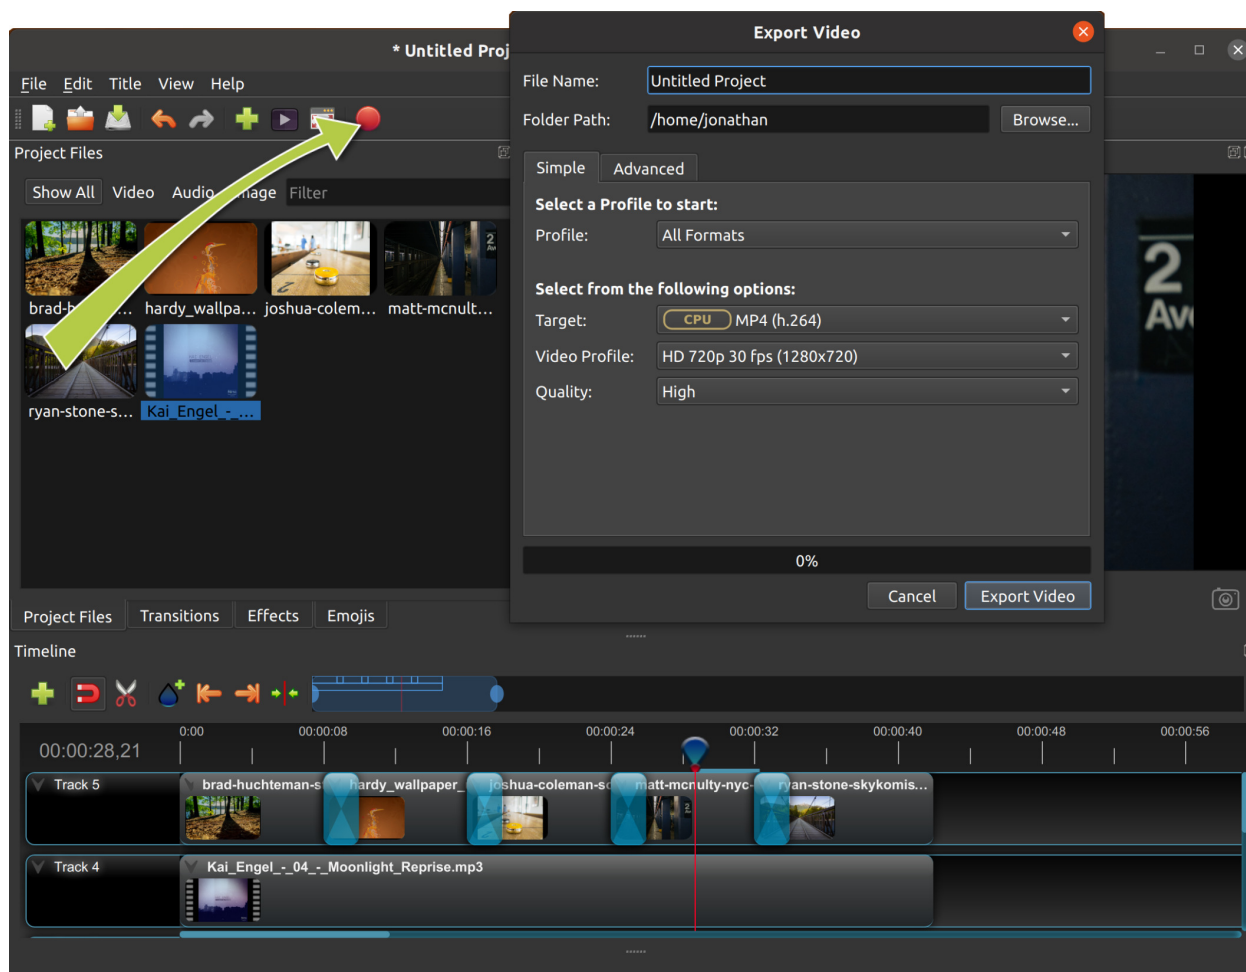 * Untitled Proj
Export Video
File Edit Title View Help
File Name: Untitled Project
Folder Path: /home/jonathan Browse...
Project Files
Show All Video Audio Image Filter
Simple Advanced
Select a Profile to start:
Profile: All Formats
Select from the following options:
Target: CPU MP4 (h.264)
Video Profile: HD 720p 30 fps (1280x720)
Quality: High
0%
Cancel Export Video
2
Av
hardy_wallpa... joshua-colem... matt-mcnult...
ryan-stone-s... Kai_Engel_-_...
Project Files Transitions Effects Emojis
Timeline
0:00 00:00:08 00:00:16 00:00:24 00:00:32 00:00:40 00:00:48 00:00:56
00:00:28,21
Track 5 brad-huchteman-s hardy_wallpaper_ joshua-coleman-s matt-mcnulty-nyc- ryan-stone-skykomis...
Track 4 Kai_Engel_-_04_-_Moonlight_Reprise.mp3